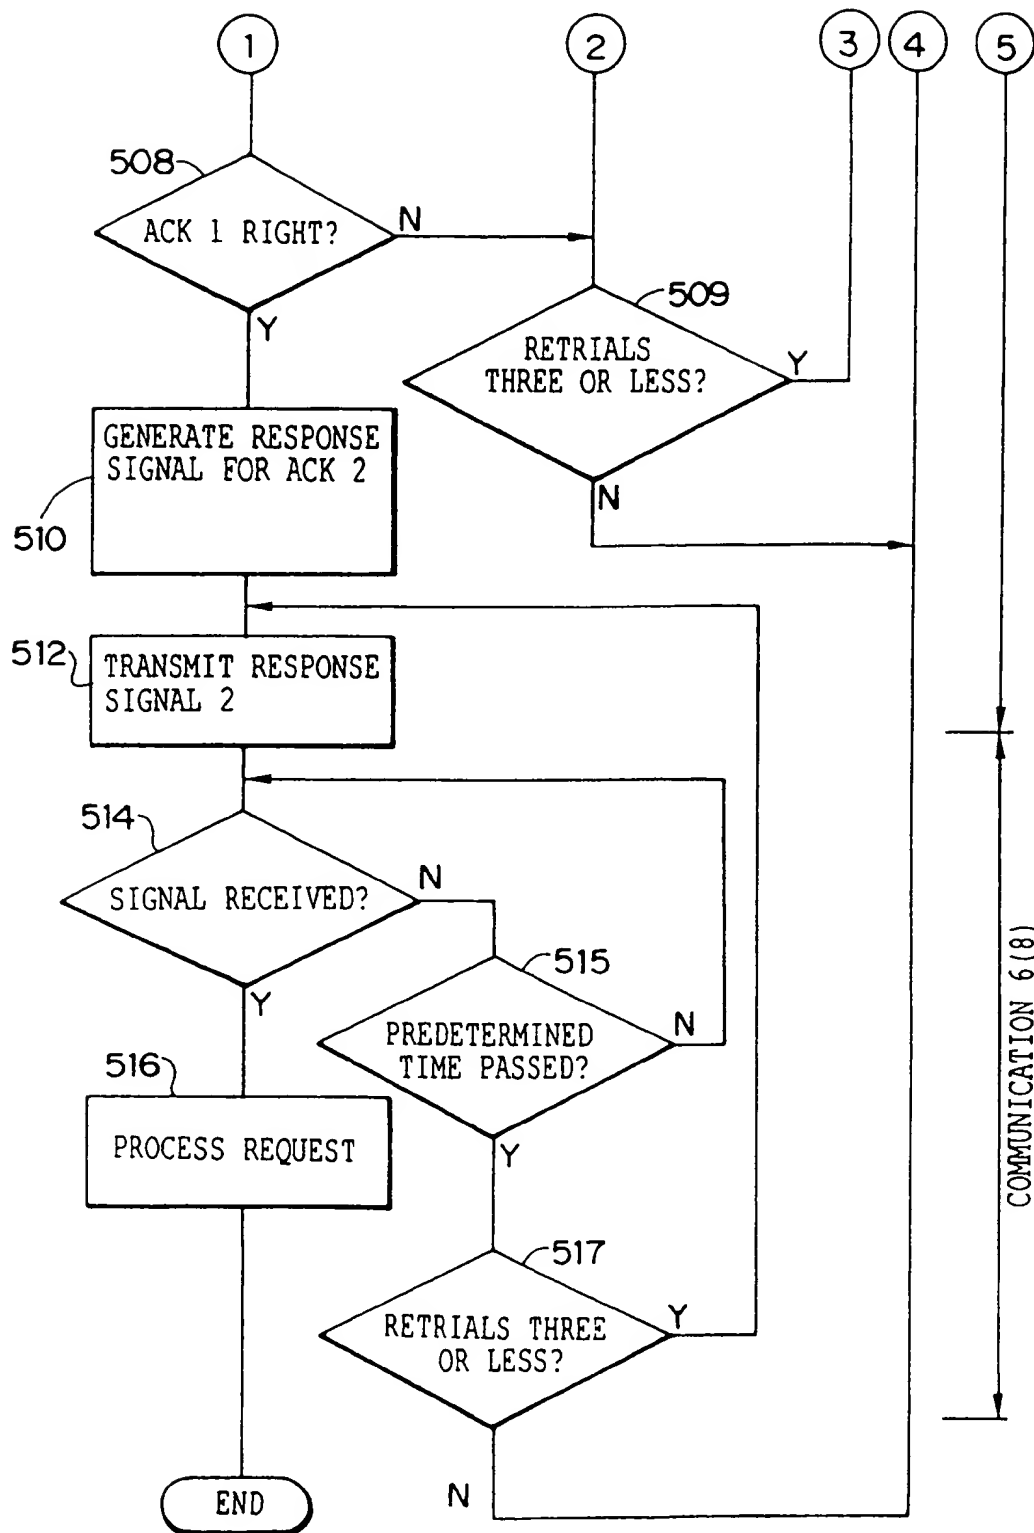 1
2
3
4
5
508
ACK 1 RIGHT?
N
Y
509
RETRIALS
THREE OR LESS?
Y
N
GENERATE RESPONSE
SIGNAL FOR ACK 2
510
512
TRANSMIT RESPONSE
SIGNAL 2
514
SIGNAL RECEIVED?
N
Y
515
PREDETERMINED
TIME PASSED?
N
Y
516
PROCESS REQUEST
517
RETRIALS THREE
OR LESS?
Y
N
END
COMMUNICATION 6(8)